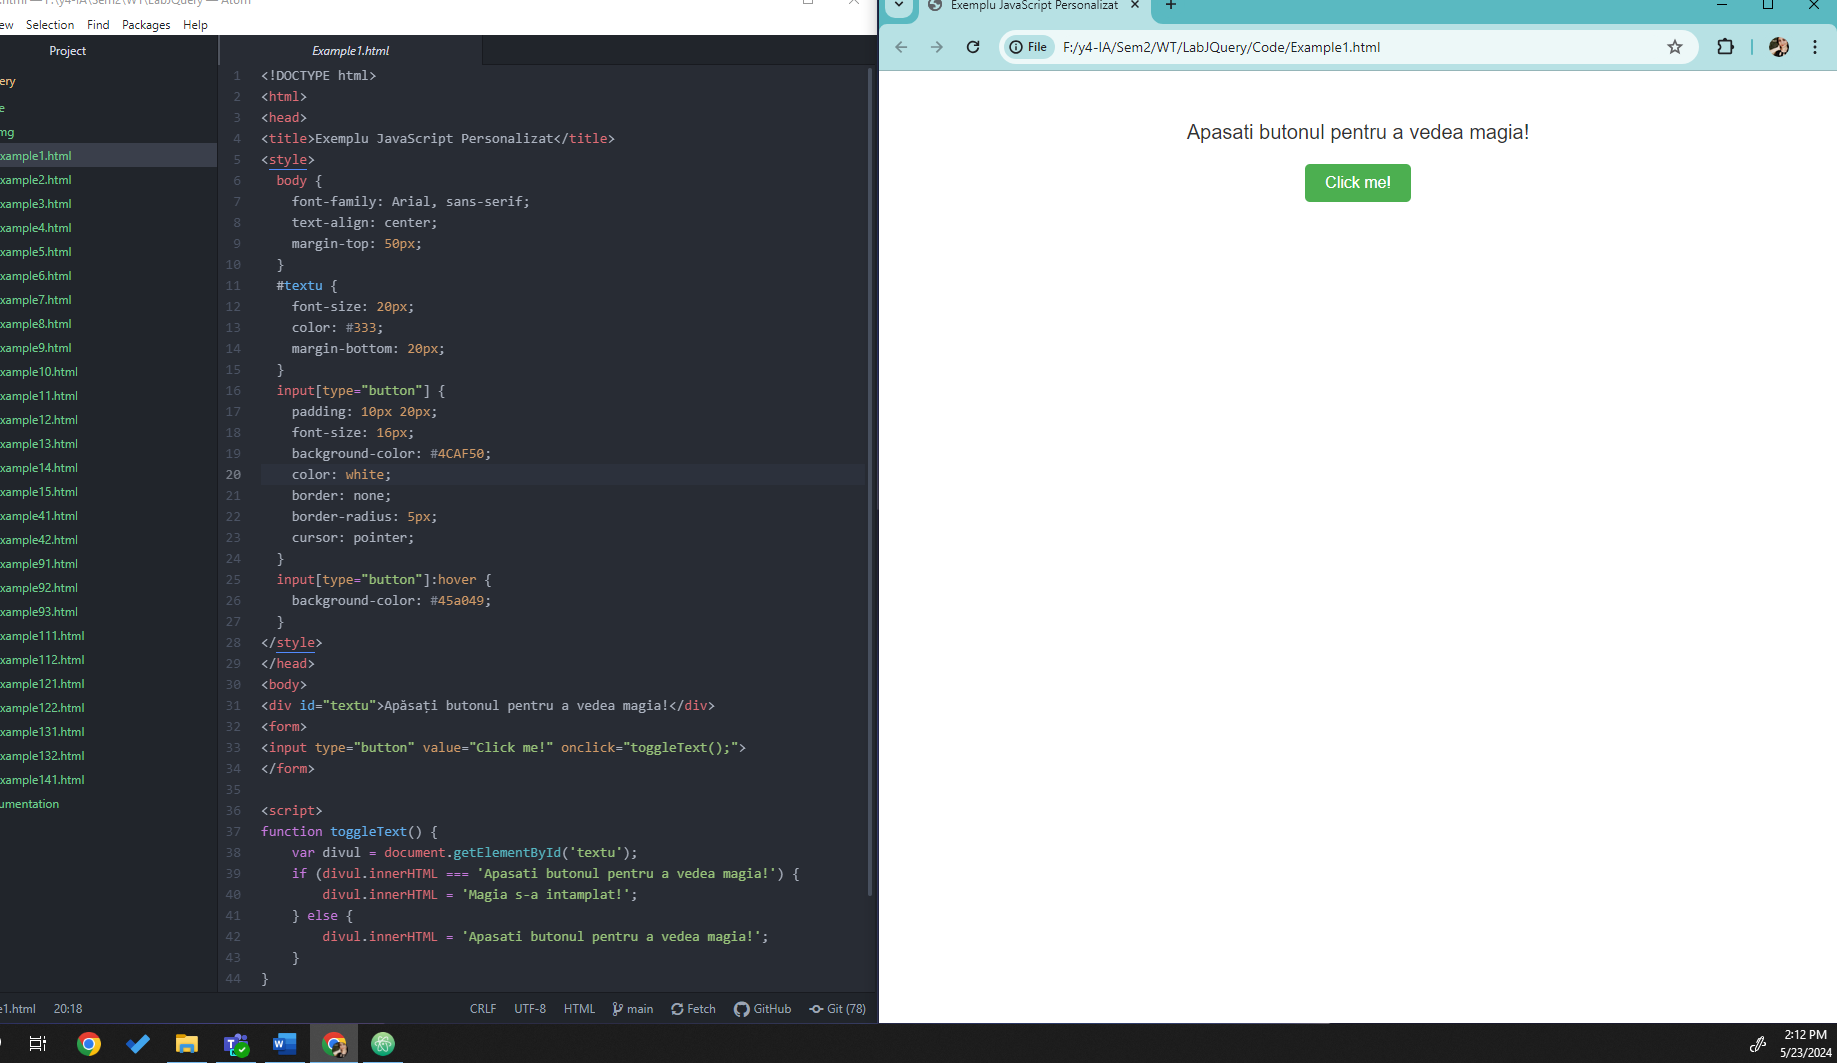 .html — F:\y4-IA\Sem2\WT\LabJQuery — Atom
ew Selection Find Packages Help
Project
ery
e
mg
xample1.html
xample2.html
xample3.html
xample4.html
xample5.html
xample6.html
xample7.html
xample8.html
xample9.html
xample10.html
xample11.html
xample12.html
xample13.html
xample14.html
xample15.html
xample41.html
xample42.html
xample91.html
xample92.html
xample93.html
xample111.html
xample112.html
xample121.html
xample122.html
xample131.html
xample132.html
xample141.html
umentation
Example1.html
1 <!DOCTYPE html>
2 <html>
3 <head>
4 <title>Exemplu JavaScript Personalizat</title>
5 <style>
6 body {
7 font-family: Arial, sans-serif;
8 text-align: center;
9 margin-top: 50px;
10 }
11 #textu {
12 font-size: 20px;
13 color: #333;
14 margin-bottom: 20px;
15 }
16 input[type="button"] {
17 padding: 10px 20px;
18 font-size: 16px;
19 background-color: #4CAF50;
20 color: white;
21 border: none;
22 border-radius: 5px;
23 cursor: pointer;
24 }
25 input[type="button"]:hover {
26 background-color: #45a049;
27 }
28 </style>
29 </head>
30 <body>
31 <div id="textu">Apăsați butonul pentru a vedea magia!</div>
32 <form>
33 <input type="button" value="Click me!" onclick="toggleText();">
34 </form>
35
36 <script>
37 function toggleText() {
38 var divul = document.getElementById('textu');
39 if (divul.innerHTML === 'Apasati butonul pentru a vedea magia!') {
40 divul.innerHTML = 'Magia s-a intamplat!';
41 } else {
42 divul.innerHTML = 'Apasati butonul pentru a vedea magia!';
43 }
44 }
e1.html 20:18 CRLF UTF-8 HTML main Fetch GitHub Git (78)
Exemplu JavaScript Personalizat
File F:/y4-IA/Sem2/WT/LabJQuery/Code/Example1.html
Apasati butonul pentru a vedea magia!
Click me!
2:12 PM
5/23/2024